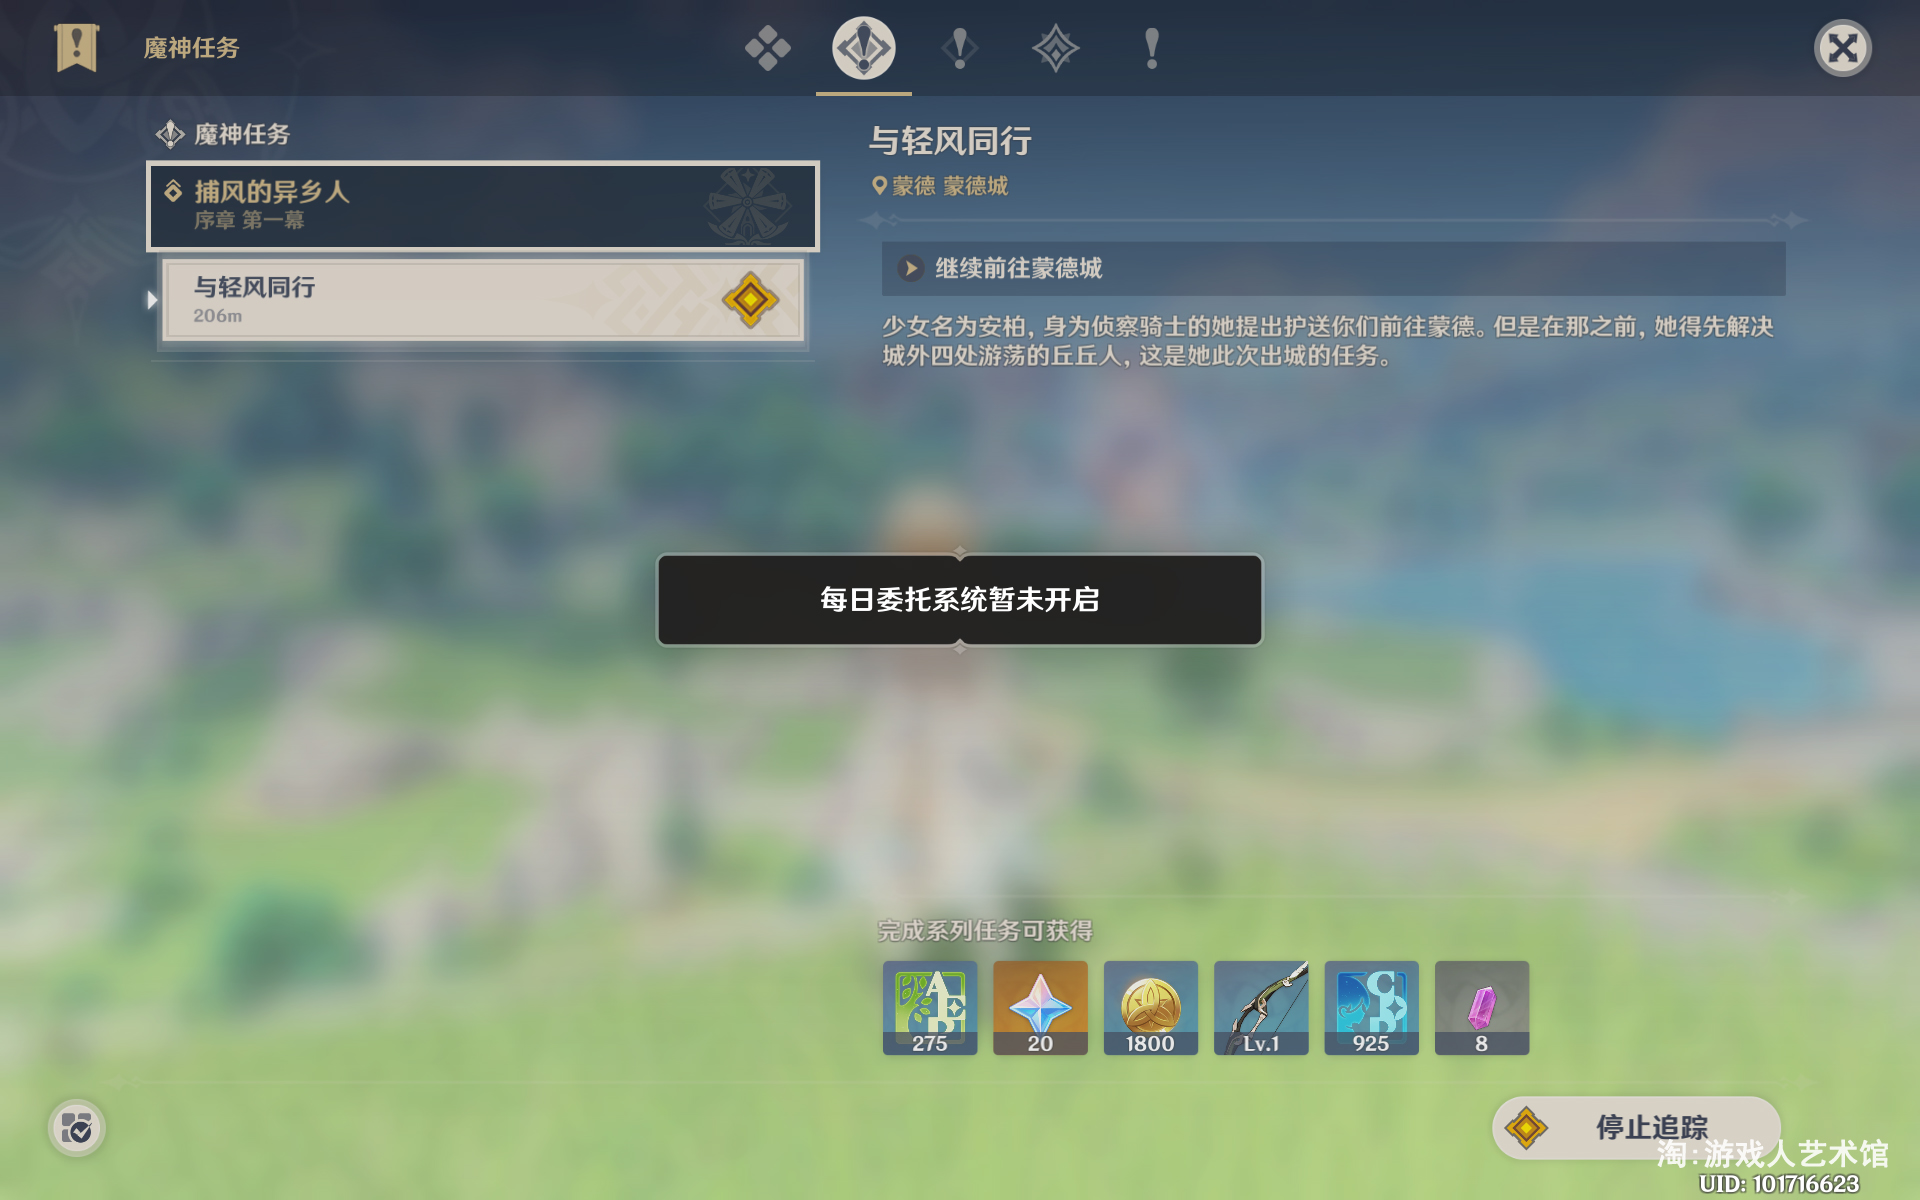 魔神任务
魔神任务
捕风的异乡人
序章 第一幕
与轻风同行
206m
与轻风同行
蒙德 蒙德城
继续前往蒙德城
少女名为安柏，身为侦察骑士的她提出护送你们前往蒙德。但是在那之前，她得先解决
城外四处游荡的丘丘人，这是她此次出城的任务。
每日委托系统暂未开启
完成系列任务可获得
275
20
1800
Lv.1
925
8
停止追踪
淘:游戏人艺术馆
UID: 101716623